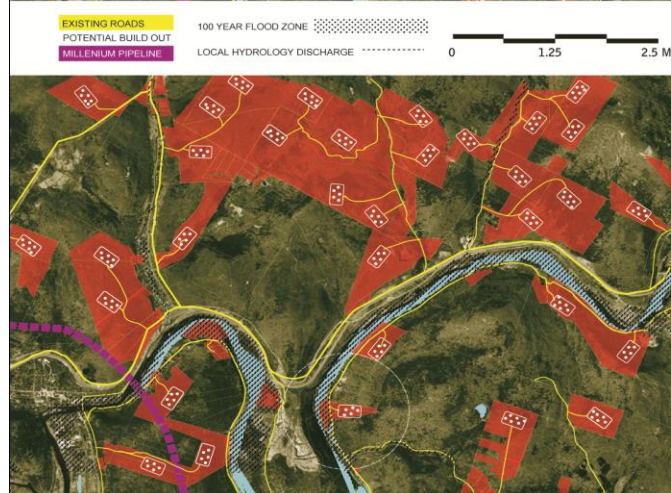 EXISTING ROADS
POTENTIAL BUILD OUT
MILLENIUM PIPELINE
100 YEAR FLOOD ZONE
LOCAL HYDROLOGY DISCHARGE
0 1.25 2.5 M